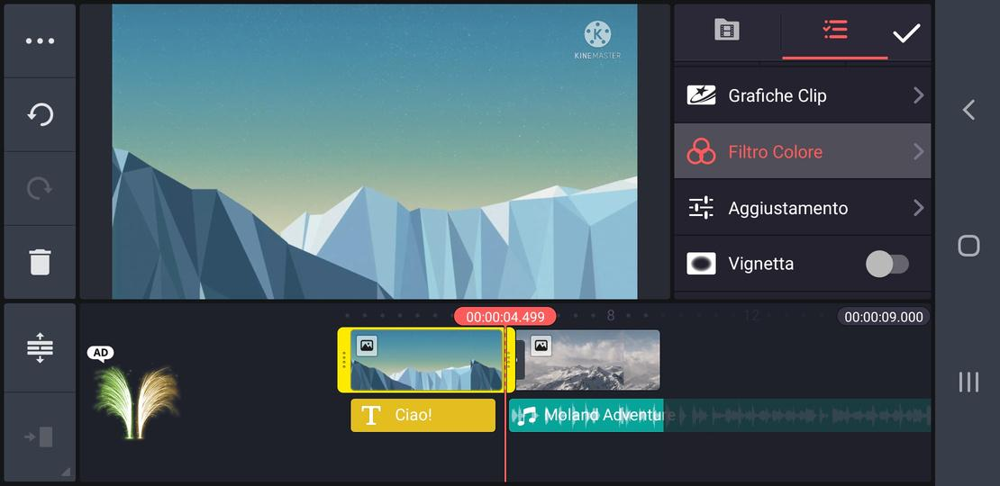 K
KINEMASTER
Grafiche Clip
Filtro Colore
Aggiustamento
Vignetta
00:00:04.499
8
12
00:00:09.000
AD
T Ciao!
Moland Adventure